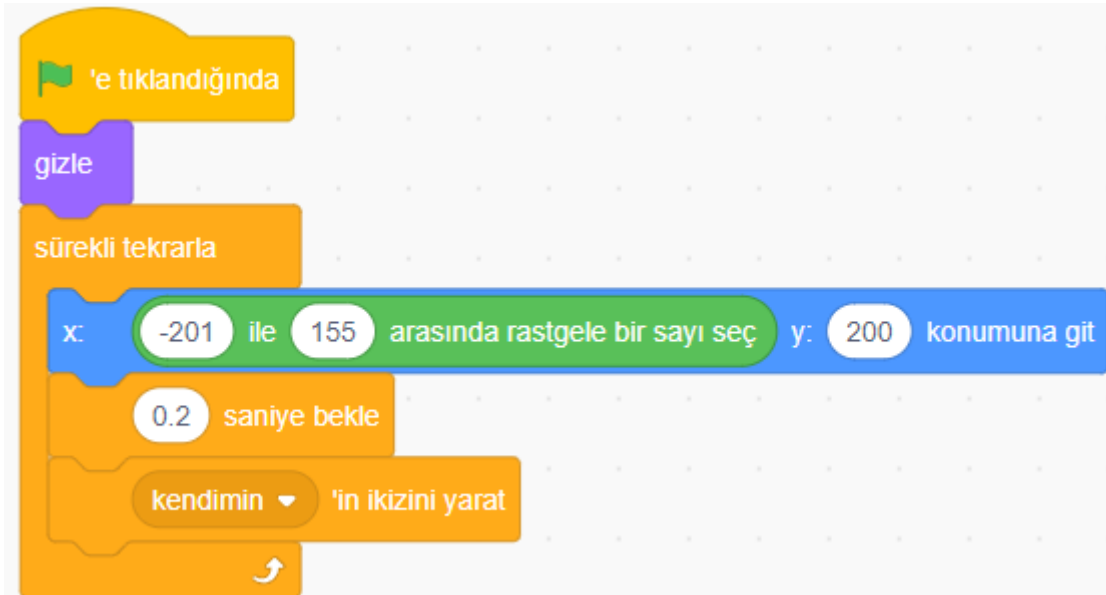 'e tıklandığında
gizle
sürekli tekrarla
x: -201 ile 155 arasında rastgele bir sayı seç y: 200 konumuna git
0.2 saniye bekle
kendimin 'in ikizini yarat